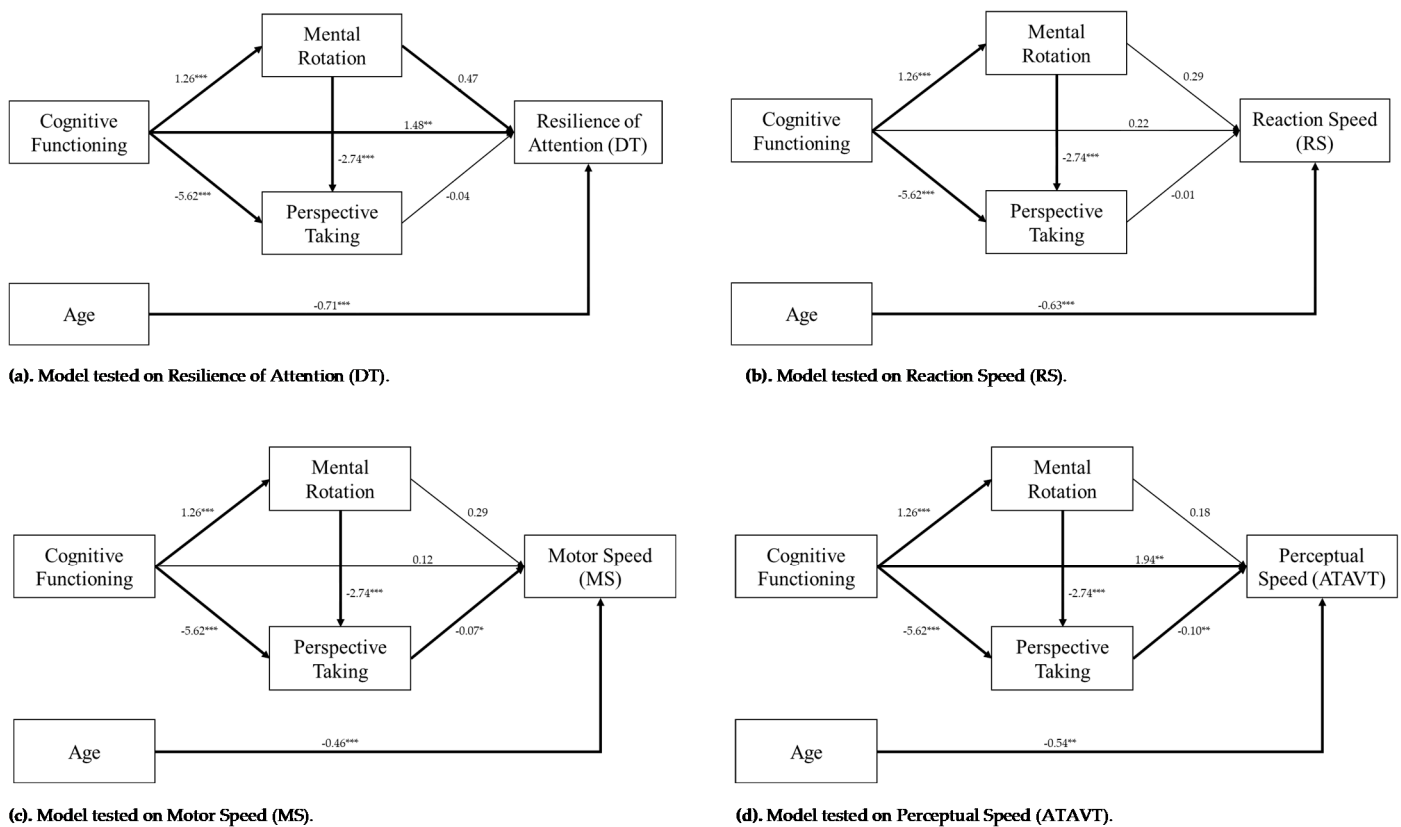 Mental
Rotation
1.26***
0.47
Cognitive
Functioning
1.48**
Resilience of
Attention (DT)
-2.74***
-5.62***
-0.04
Perspective
Taking
Age
-0.71***
(a). Model tested on Resilience of Attention (DT).
Mental
Rotation
1.26***
0.29
Cognitive
Functioning
0.22
Reaction Speed
(RS)
-2.74***
-5.62***
-0.01
Perspective
Taking
Age
-0.63***
(b). Model tested on Reaction Speed (RS).
Mental
Rotation
1.26***
0.29
Cognitive
Functioning
0.12
Motor Speed
(MS)
-2.74***
-5.62***
-0.07*
Perspective
Taking
Age
-0.46***
(c). Model tested on Motor Speed (MS).
Mental
Rotation
1.26***
0.18
Cognitive
Functioning
1.94**
Perceptual
Speed (ATAVT)
-2.74***
-5.62***
-0.10**
Perspective
Taking
Age
-0.54**
(d). Model tested on Perceptual Speed (ATAVT).